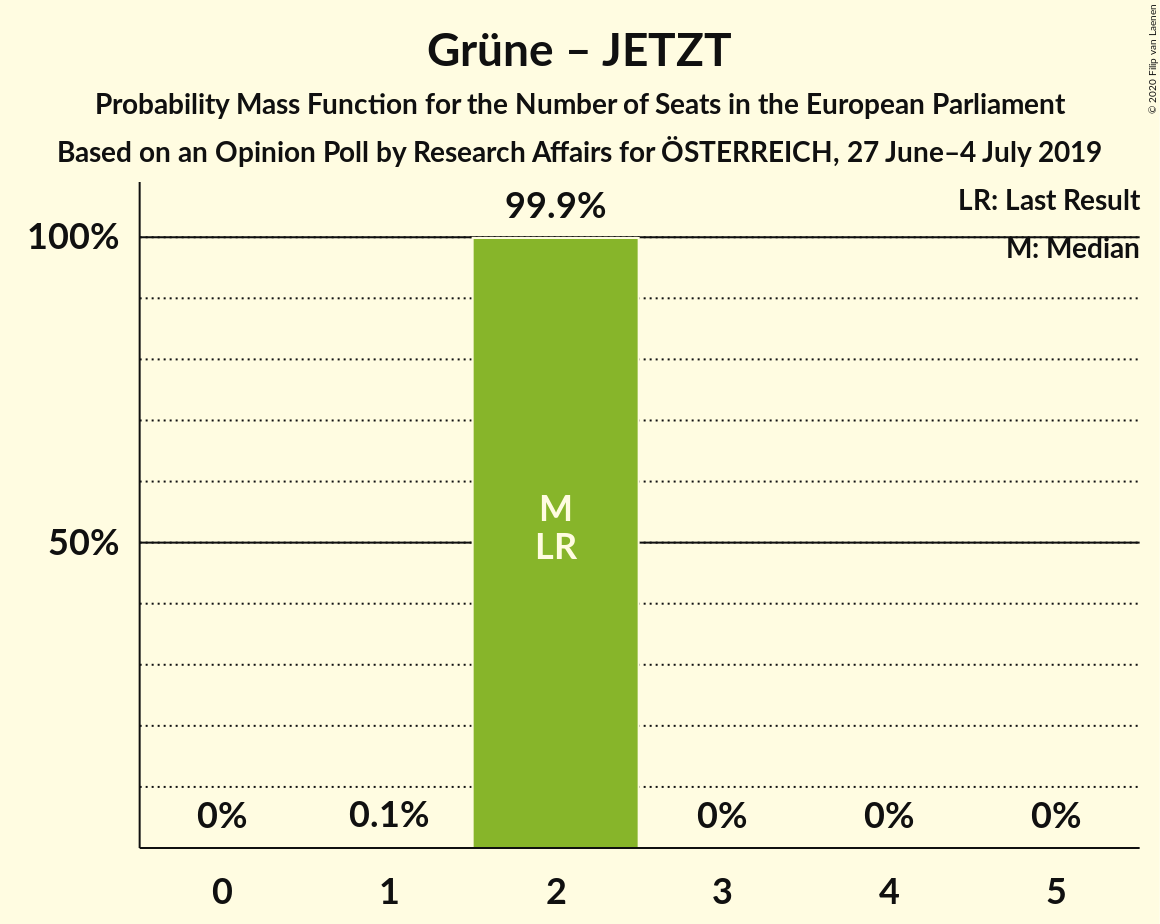 Grüne – JETZT
Probability Mass Function for the Number of Seats in the European Parliament
Based on an Opinion Poll by Research Affairs for ÖSTERREICH, 27 June–4 July 2019
© 2020 Filip van Laenen
LR: Last Result
M: Median
100%
50%
99.9%
M
LR
0%
0.1%
0%
0%
0%
0
1
2
3
4
5